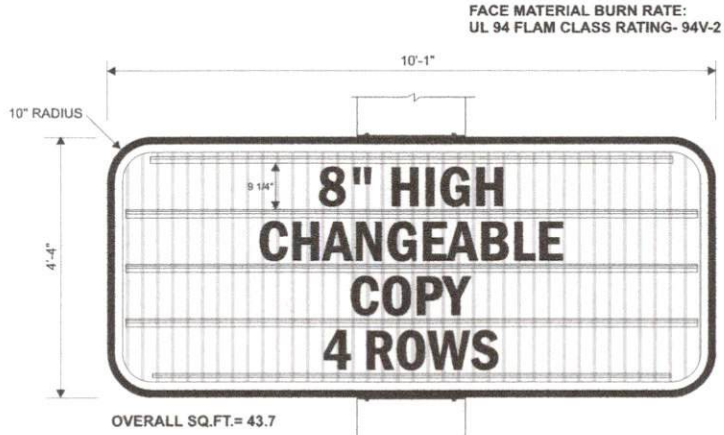 FACE MATERIAL BURN RATE:
UL 94 FLAM CLASS RATING- 94V-2
10'-1"
10" RADIUS
4'-4"
9 1/4"
8" HIGH
CHANGEABLE
COPY
4 ROWS
OVERALL SQ.FT.= 43.7